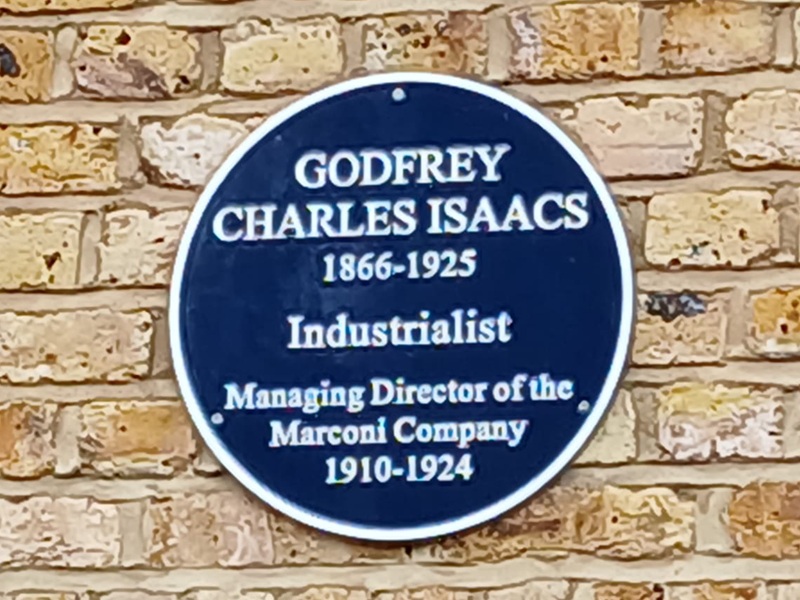 GODFREY
CHARLES ISAACS
1866-1925
Industrialist
Managing Director of the
Marconi Company
1910-1924